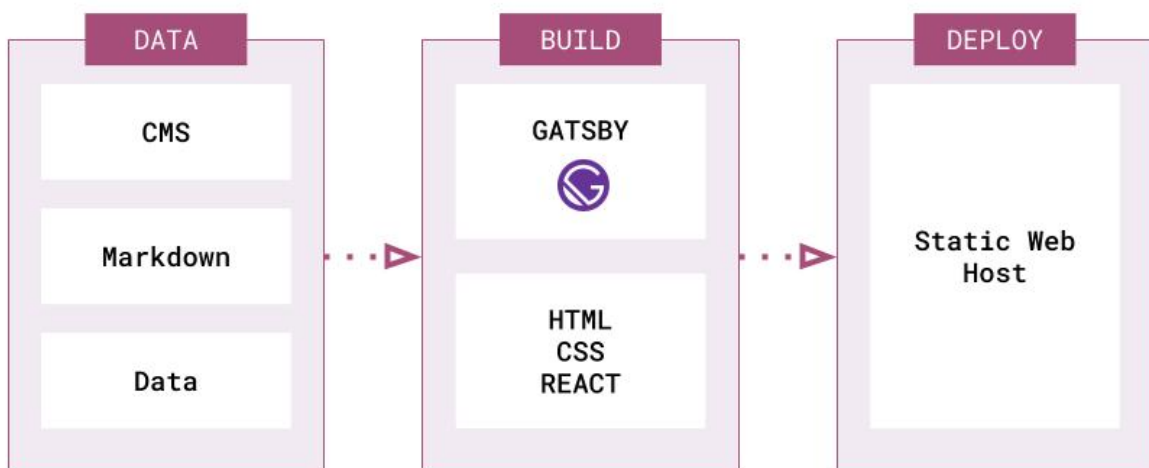 DATA
CMS
Markdown
Data
BUILD
GATSBY
HTML
CSS
REACT
DEPLOY
Static Web
Host